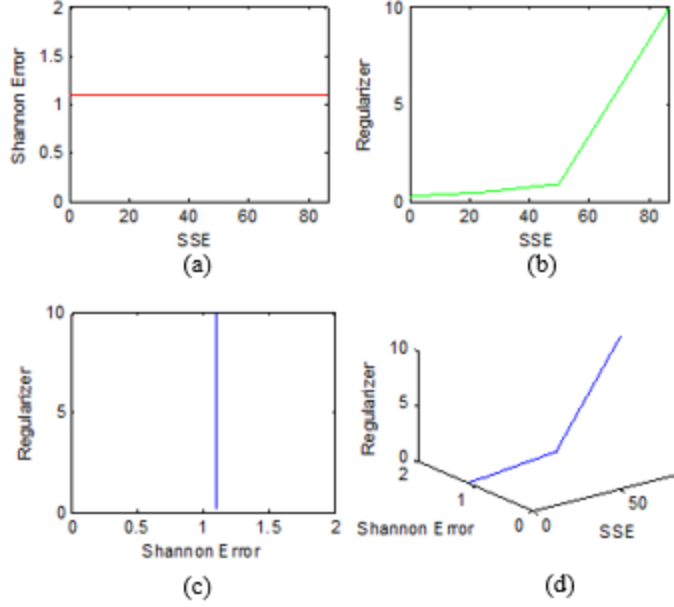 2
1.5
1
0.5
0
Shannon Error
0 20 40 60 80
SSE
(a)
10
5
0
Regularizer
0 20 40 60 80
SSE
(b)
10
5
0
Regularizer
0 0.5 1 1.5 2
Shannon Error
(c)
10
5
0
Regularizer
2
1
0
Shannon Error
0
50
SSE
(d)